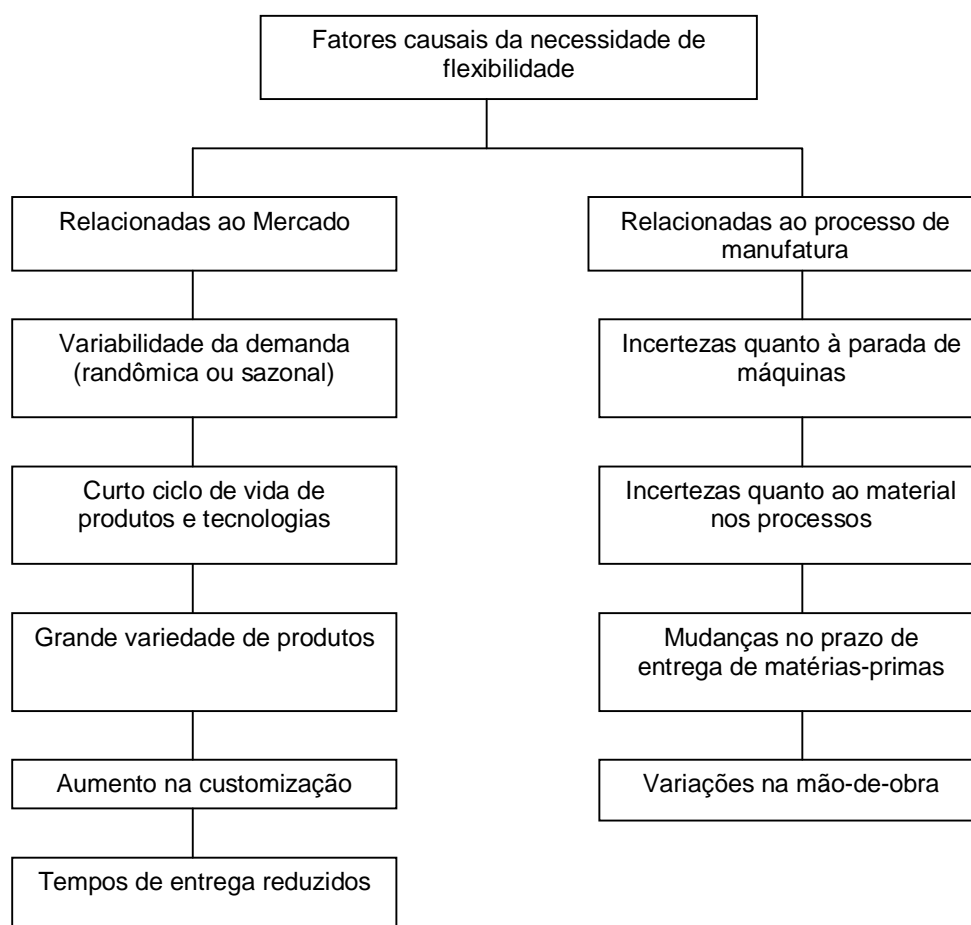 Fatores causais da necessidade de
flexibilidade
Relacionadas ao Mercado
Variabilidade da demanda
(randômica ou sazonal)
Curto ciclo de vida de
produtos e tecnologias
Grande variedade de produtos
Aumento na customização
Tempos de entrega reduzidos
Relacionadas ao processo de
manufatura
Incertezas quanto à parada de
máquinas
Incertezas quanto ao material
nos processos
Mudanças no prazo de
entrega de matérias-primas
Variações na mão-de-obra